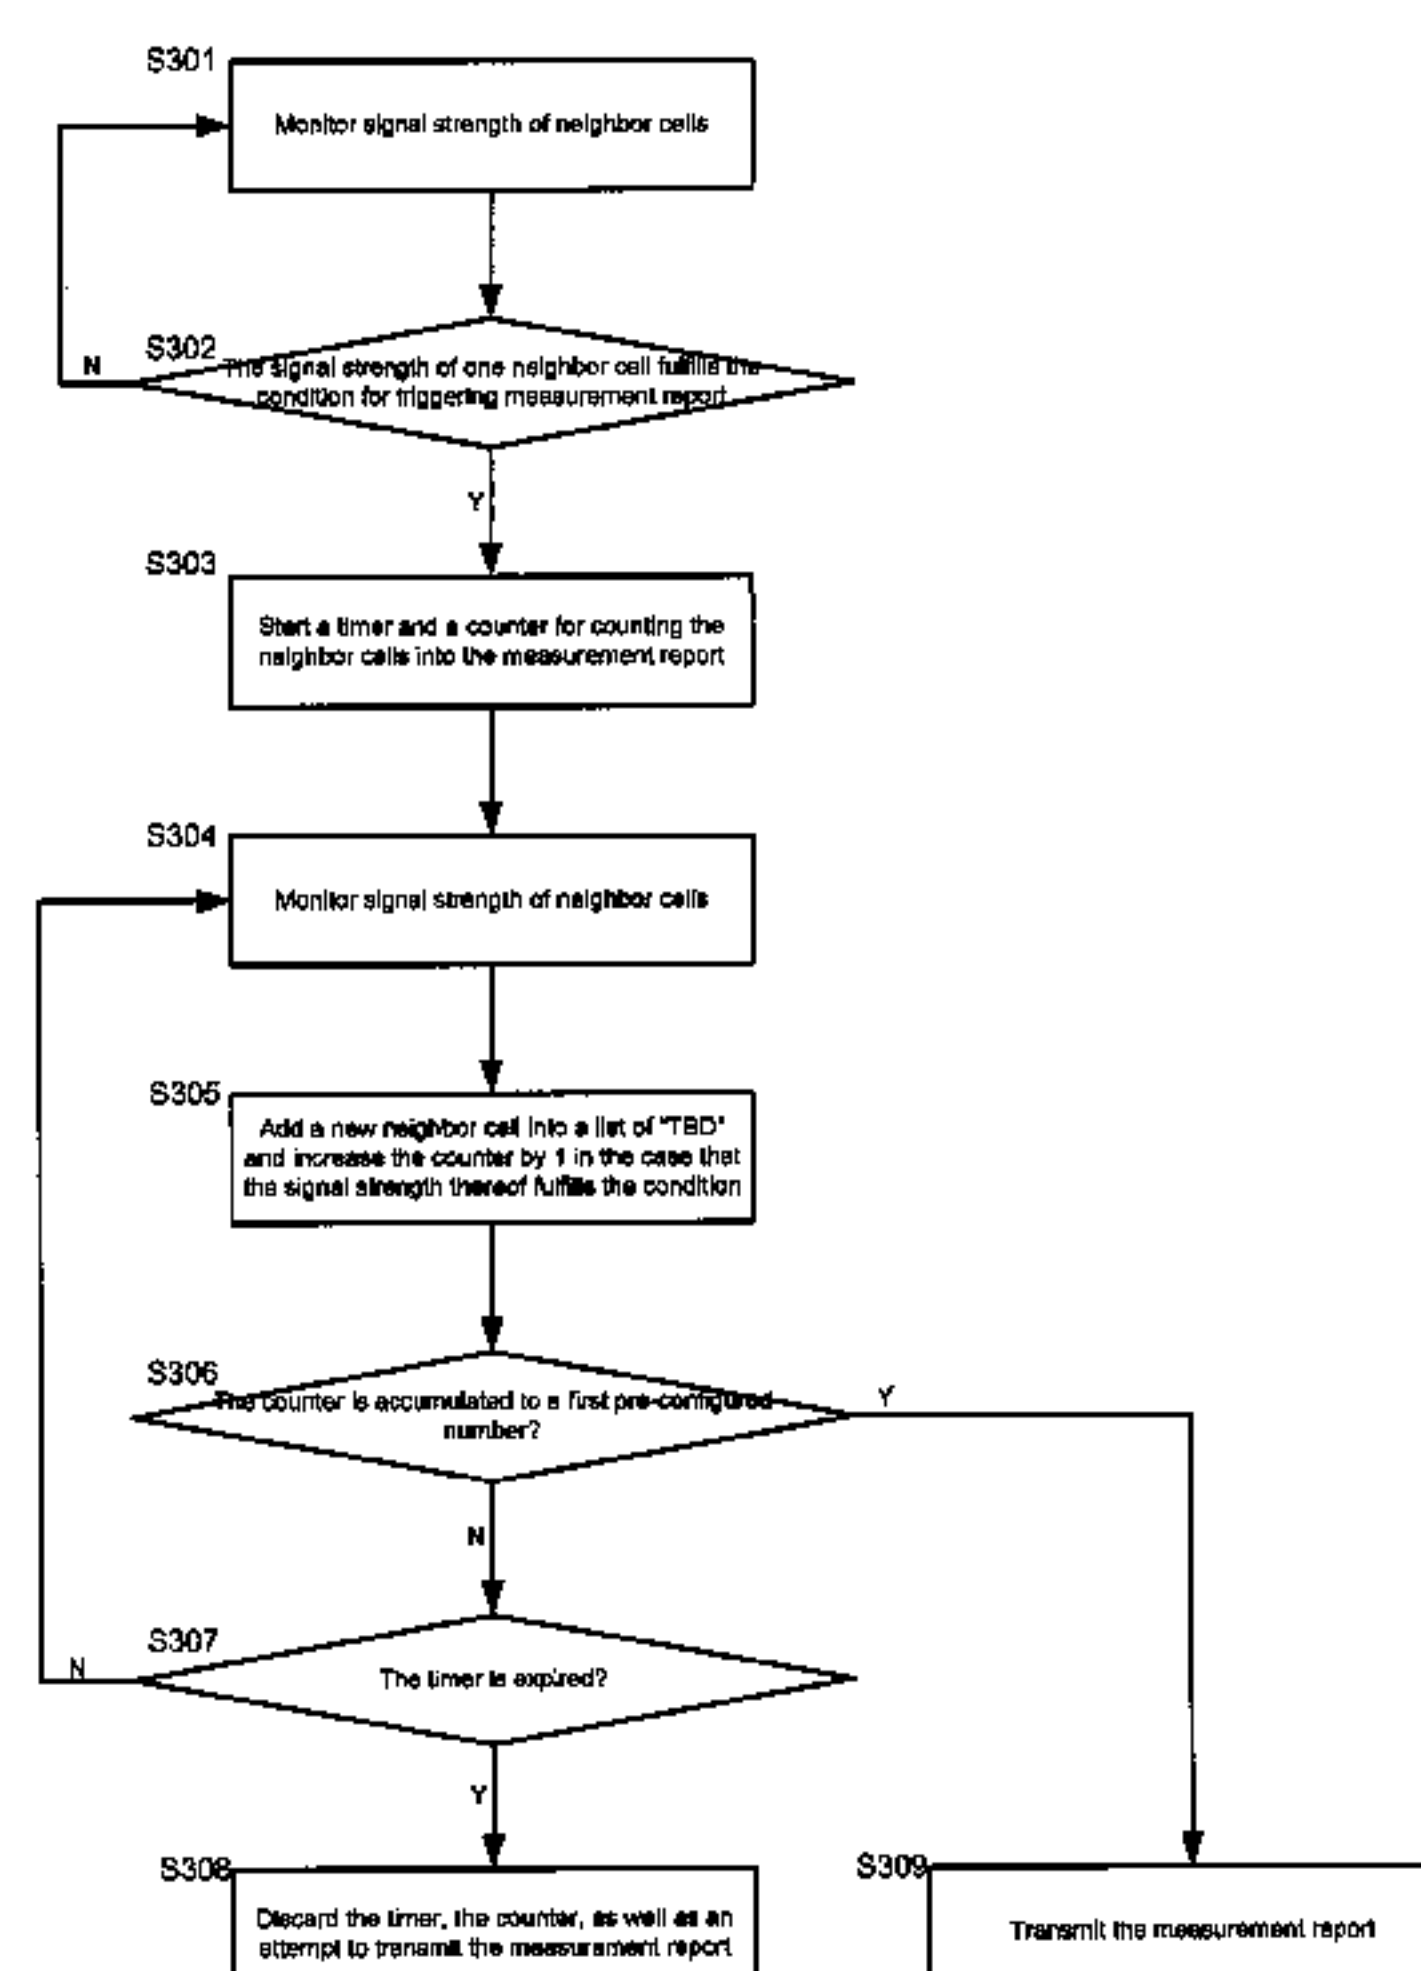 S301
Monitor signal strength of neighbor cells
S302
The signal strength of one neighbor cell fulfills the
condition for triggering measurement report
N
Y
S303
Start a timer and a counter for counting the
neighbor cells into the measurement report
S304
Monitor signal strength of neighbor cells
S305
Add a new neighbor cell into a list of "TBD"
and increase the counter by 1 in the case that
the signal strength thereof fulfills the condition
S306
The counter is accumulated to a first pre-configured
number?
Y
N
S307
The timer is expired?
N
Y
S308
Discard the timer, the counter, as well as an
attempt to transmit the measurement report
S309
Transmit the measurement report